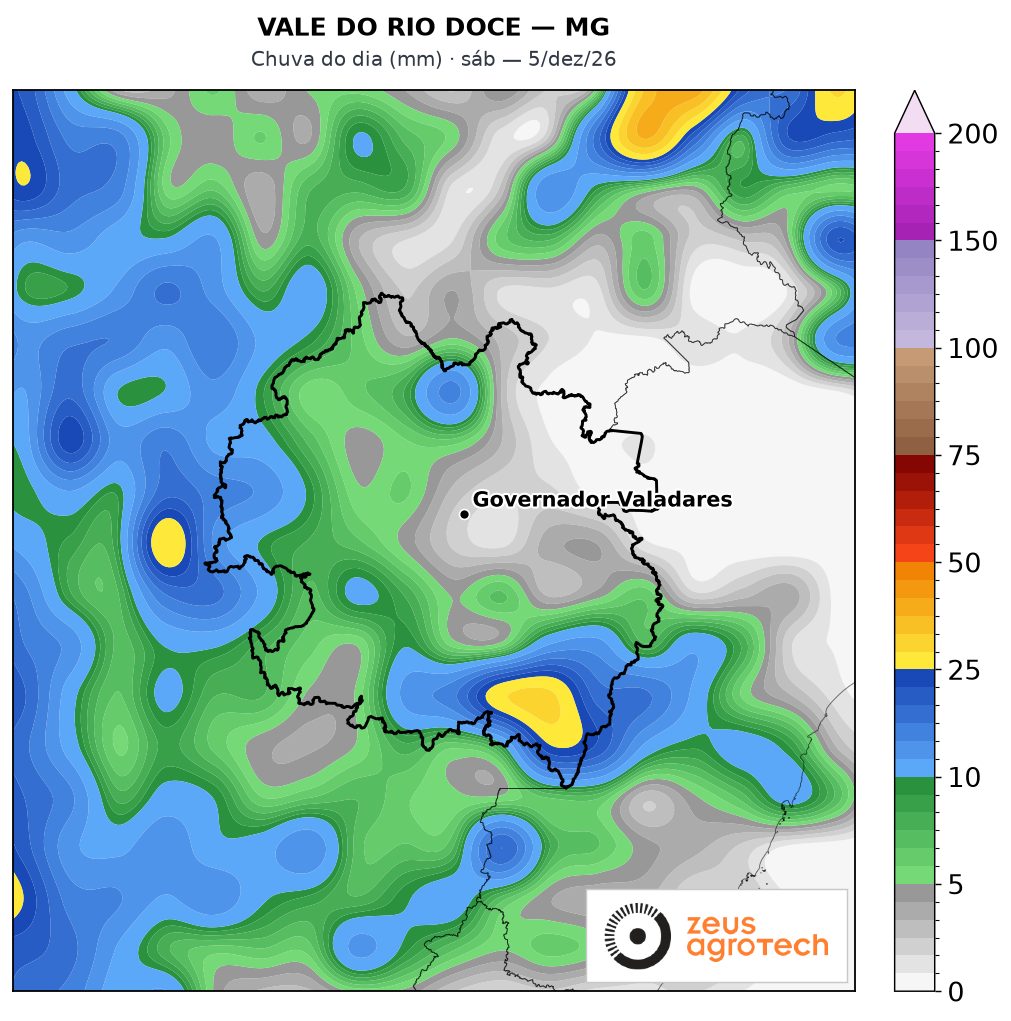 VALE DO RIO DOCE — MG
Chuva do dia (mm) · sáb — 5/dez/26
200
150
100
75
50
25
10
5
0
Governador Valadares
zeus
agrotech